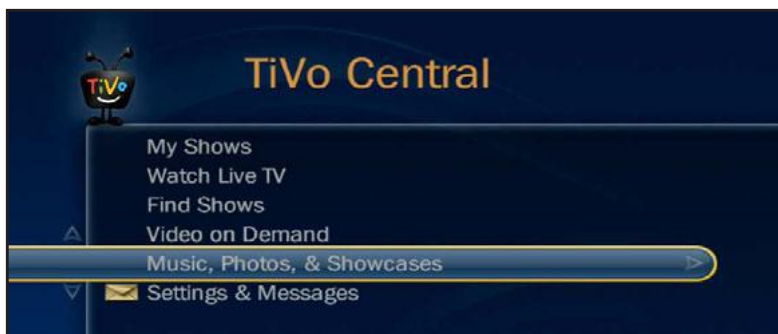 TiVo
TiVo Central
My Shows
Watch Live TV
Find Shows
Video on Demand
Music, Photos, & Showcases
Settings & Messages